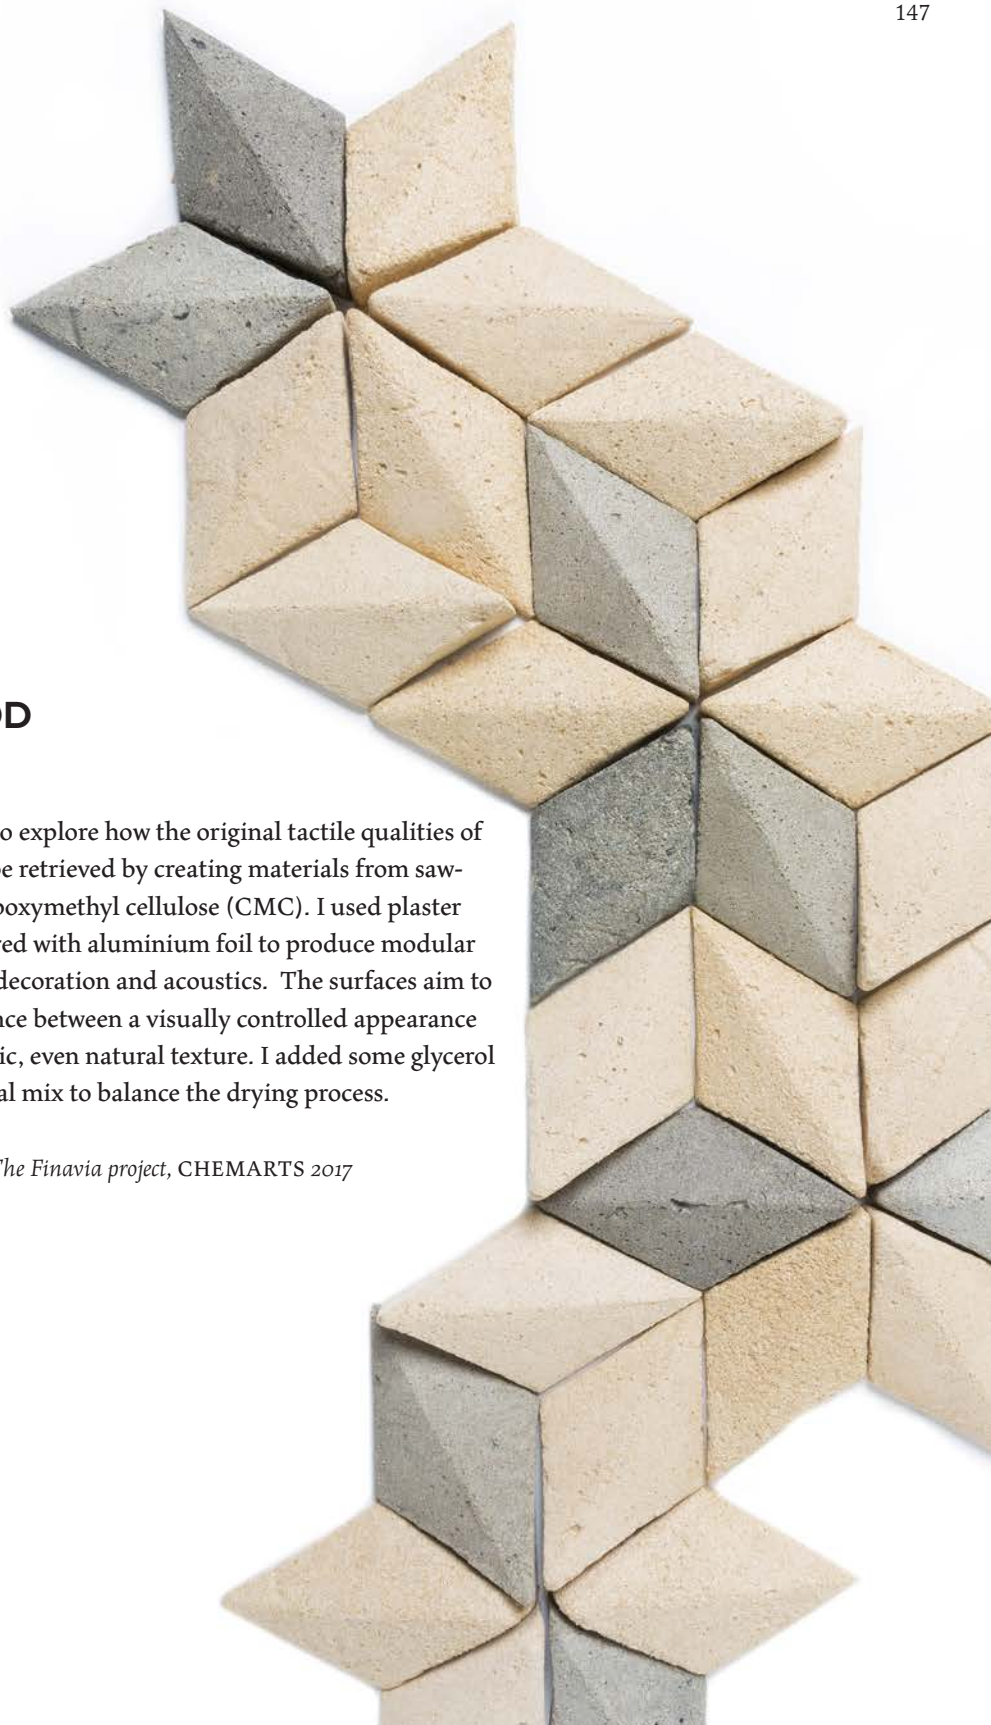 147
OD
o explore how the original tactile qualities of
be retrieved by creating materials from saw-
boxymethyl cellulose (CMC). I used plaster
red with aluminium foil to produce modular
decoration and acoustics.  The surfaces aim to
nce between a visually controlled appearance
ic, even natural texture. I added some glycerol
al mix to balance the drying process.
The Finavia project, CHEMARTS 2017